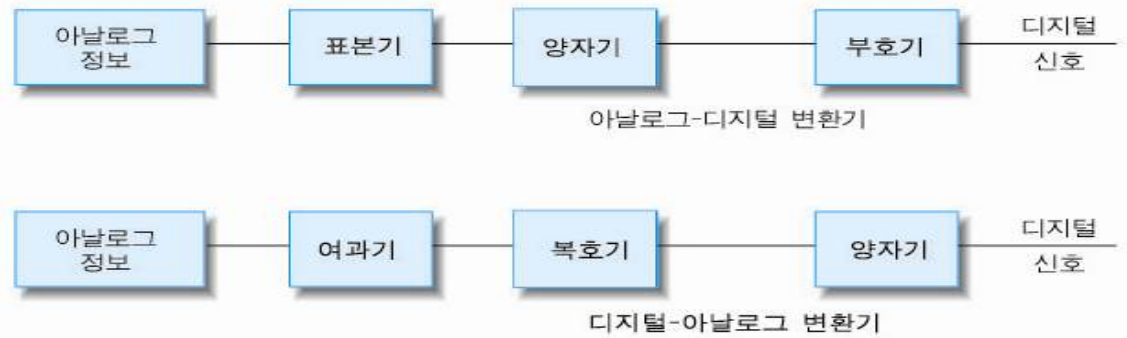 아날로그
정보
표본기
양자기
부호기
디지털
신호
아날로그-디지털 변환기
아날로그
정보
여과기
복호기
양자기
디지털
신호
디지털-아날로그 변환기